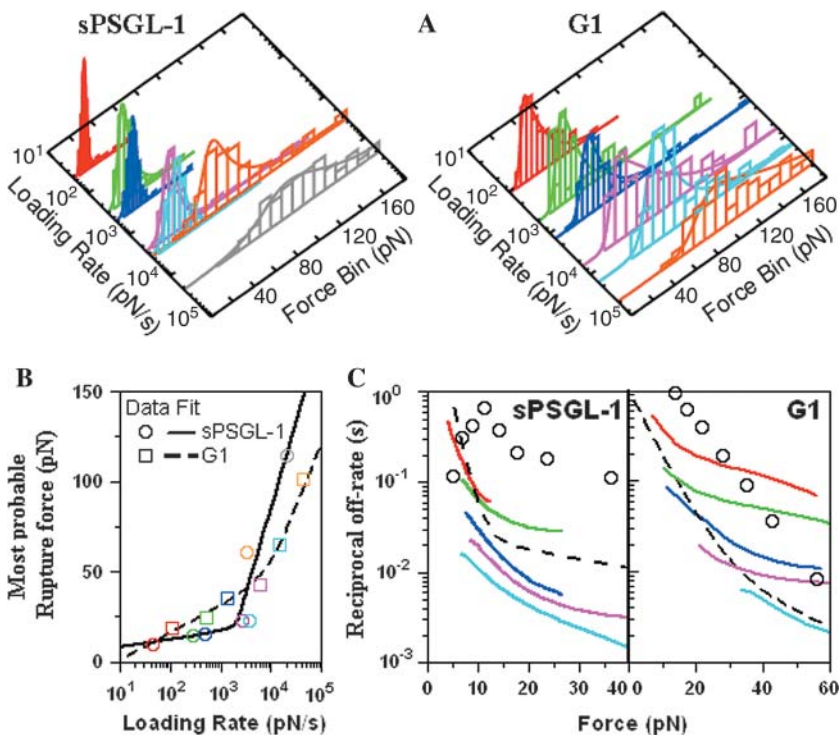 sPSGL-1
A
G1
10¹
10²
10³
10⁴
10⁵
Loading Rate (pN/s)
40
80
120
160
Force Bin (pN)
10¹
10²
10³
10⁴
10⁵
Loading Rate (pN/s)
40
80
120
160
Force Bin (pN)
B
150
100
50
0
Most probable
Rupture force (pN)
Data Fit
sPSGL-1
G1
10¹ 10² 10³ 10⁴ 10⁵
Loading Rate (pN/s)
C
10⁰
10⁻¹
10⁻²
10⁻³
Reciprocal off-rate (s)
sPSGL-1
G1
0 10 20 30 40
0 20 40 60
Force (pN)